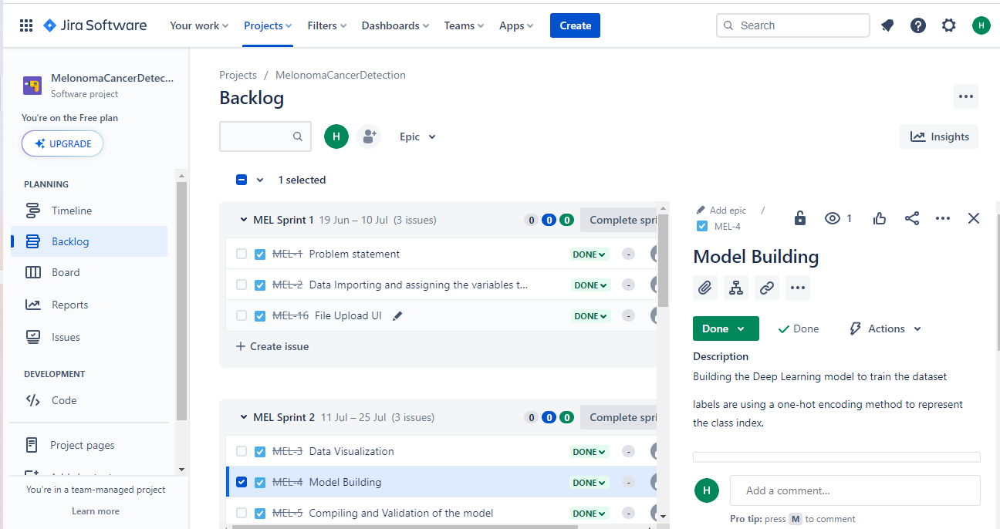 Jira Software Your work Projects Filters Dashboards Teams Apps Create Search H
MelonomaCancerDetec...
Software project
You're on the Free plan
UPGRADE
PLANNING
Timeline
Backlog
Board
Reports
Issues
DEVELOPMENT
Code
Project pages
You're in a team-managed project
Learn more
Projects / MelonomaCancerDetection
Backlog
H Epic Insights
1 selected
MEL Sprint 1 19 Jun – 10 Jul (3 issues) 0 0 0 Complete spri
MEL-1 Problem statement DONE -
MEL-2 Data Importing and assigning the variables t... DONE -
MEL-16 File Upload UI DONE -
+ Create issue
MEL Sprint 2 11 Jul – 25 Jul (3 issues) 0 0 0 Complete spri
MEL-3 Data Visualization DONE -
MEL-4 Model Building DONE -
MEL-5 Compiling and Validation of the model DONE -
Add epic /
MEL-4
1
Model Building
Done Done Actions
Description
Building the Deep Learning model to train the dataset
labels are using a one-hot encoding method to represent
the class index.
H Add a comment...
Pro tip: press M to comment